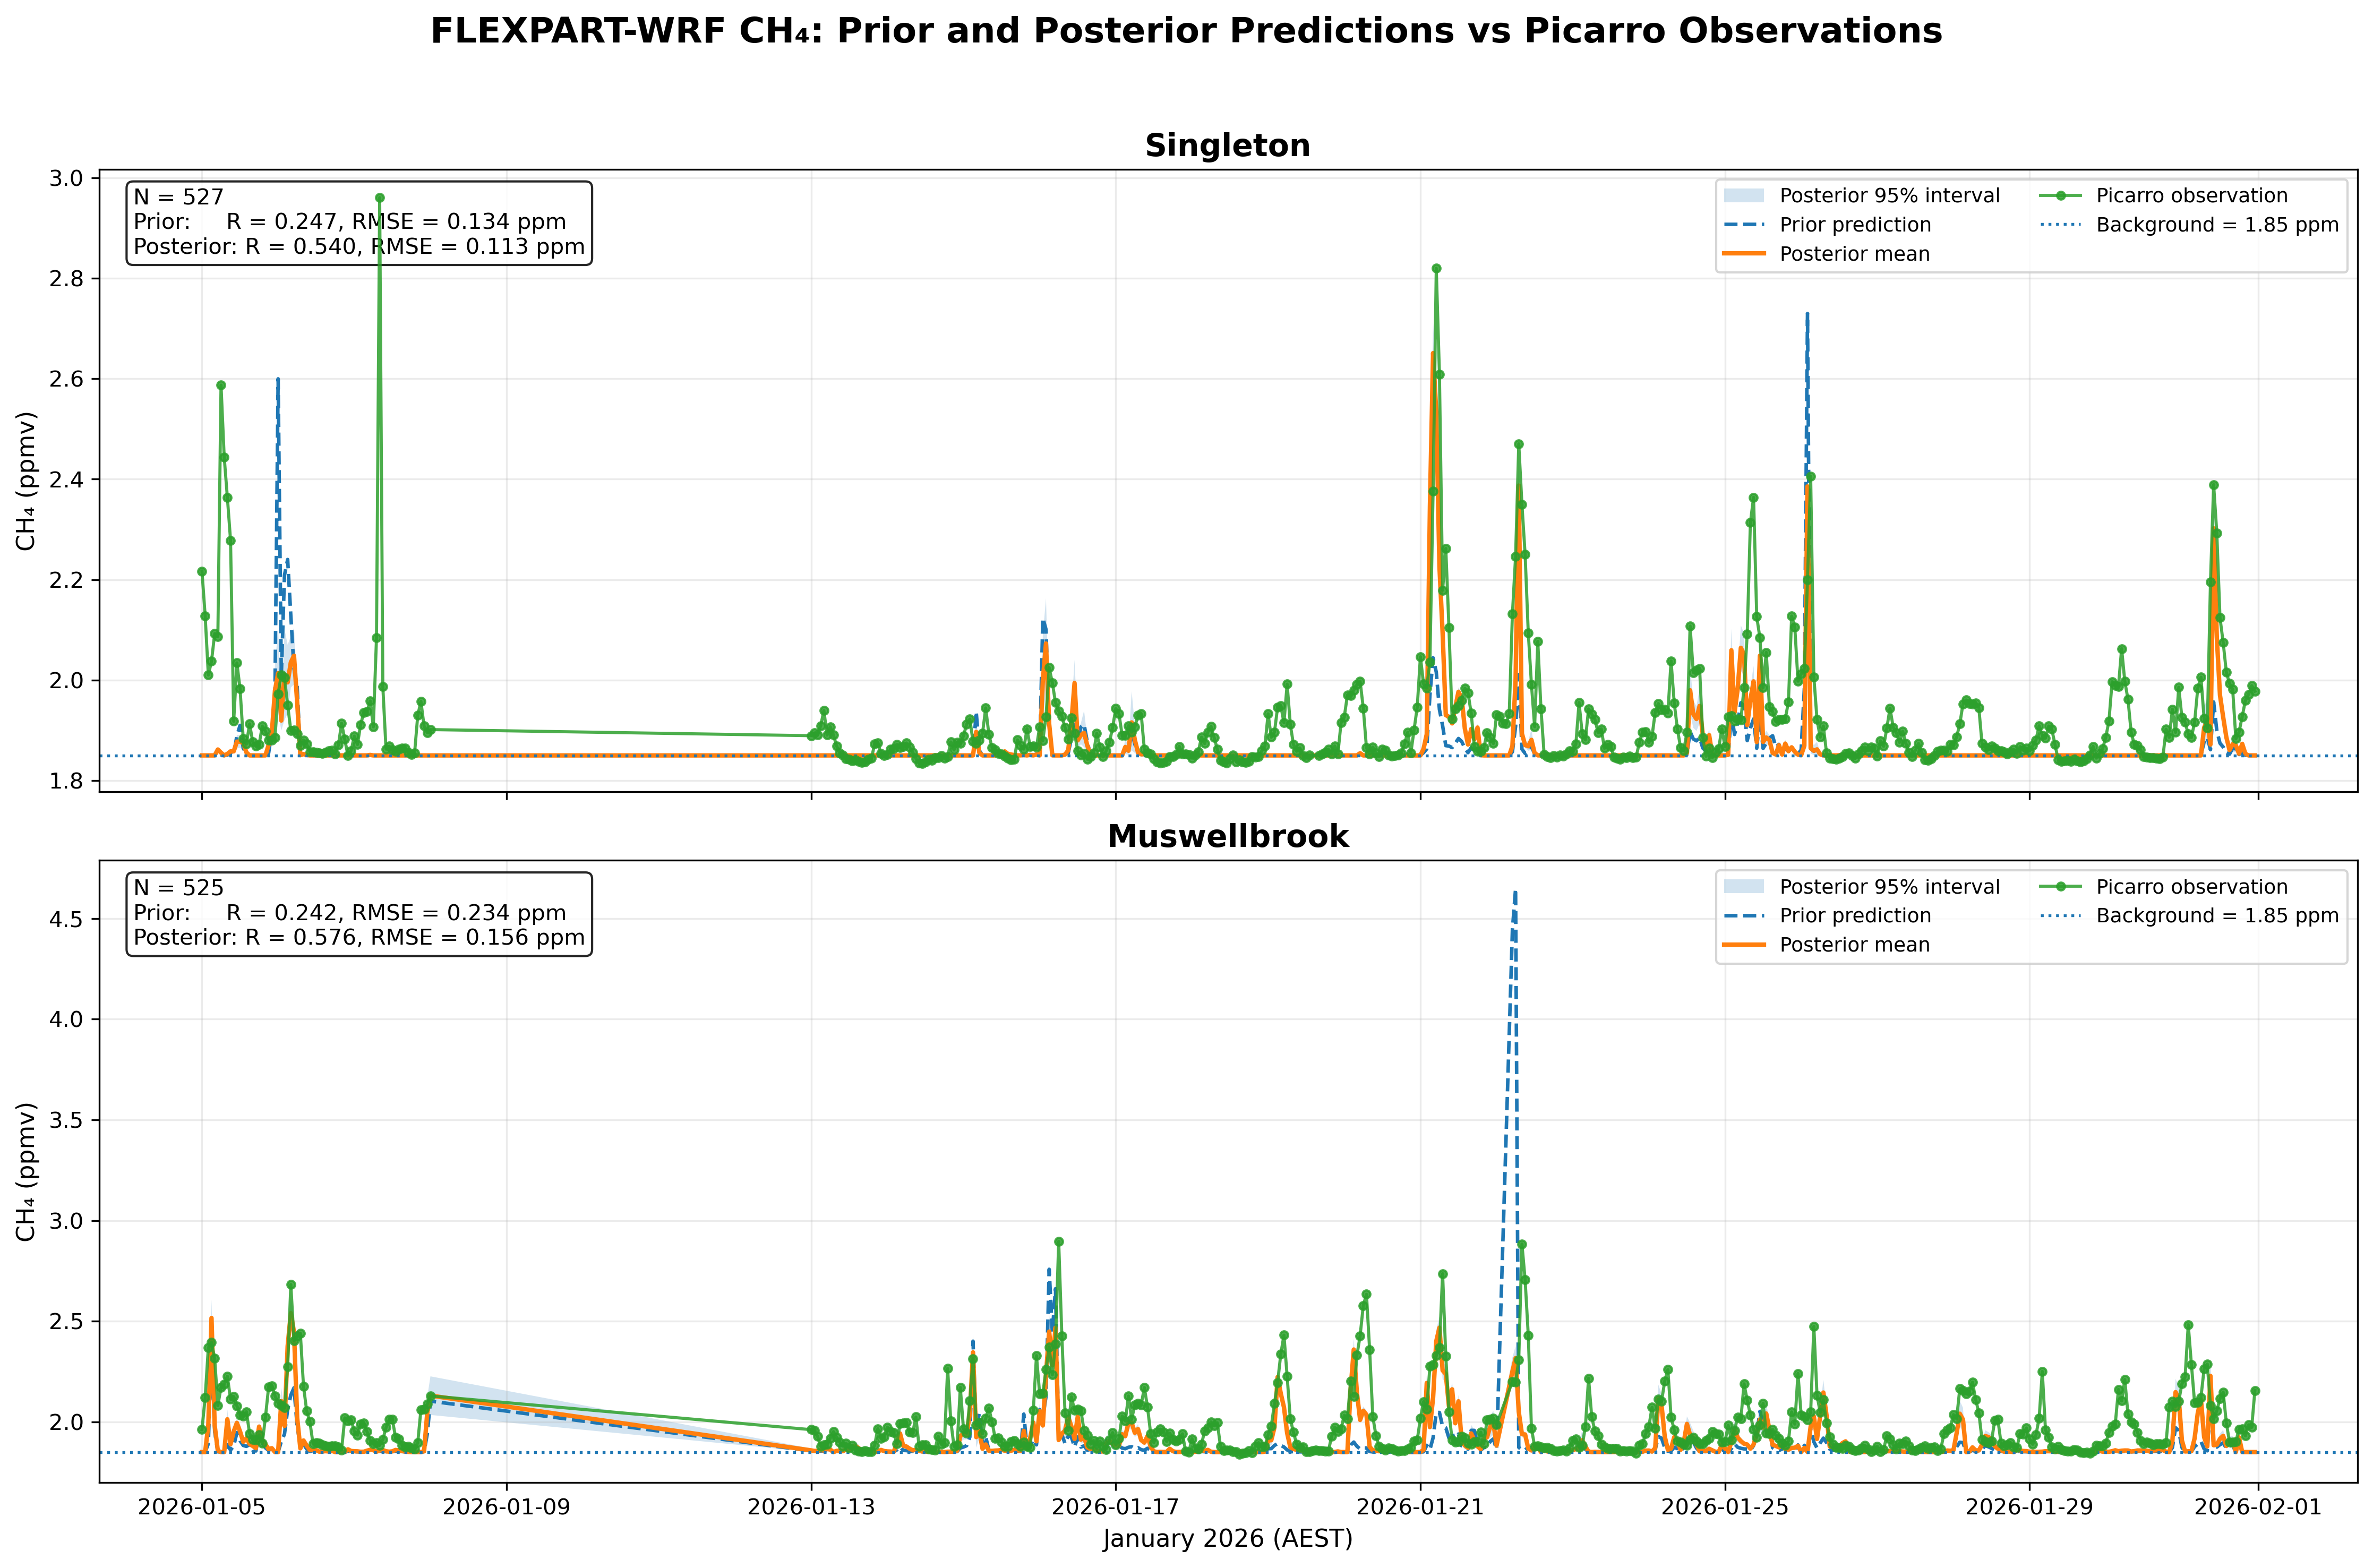 FLEXPART-WRF CH₄: Prior and Posterior Predictions vs Picarro Observations
Singleton
N = 527
Prior: R = 0.247, RMSE = 0.134 ppm
Posterior: R = 0.540, RMSE = 0.113 ppm
Posterior 95% interval
Prior prediction
Posterior mean
Picarro observation
Background = 1.85 ppm
CH₄ (ppmv)
3.0
2.8
2.6
2.4
2.2
2.0
1.8
Muswellbrook
N = 525
Prior: R = 0.242, RMSE = 0.234 ppm
Posterior: R = 0.576, RMSE = 0.156 ppm
Posterior 95% interval
Prior prediction
Posterior mean
Picarro observation
Background = 1.85 ppm
CH₄ (ppmv)
4.5
4.0
3.5
3.0
2.5
2.0
2026-01-05
2026-01-09
2026-01-13
2026-01-17
2026-01-21
2026-01-25
2026-01-29
2026-02-01
January 2026 (AEST)